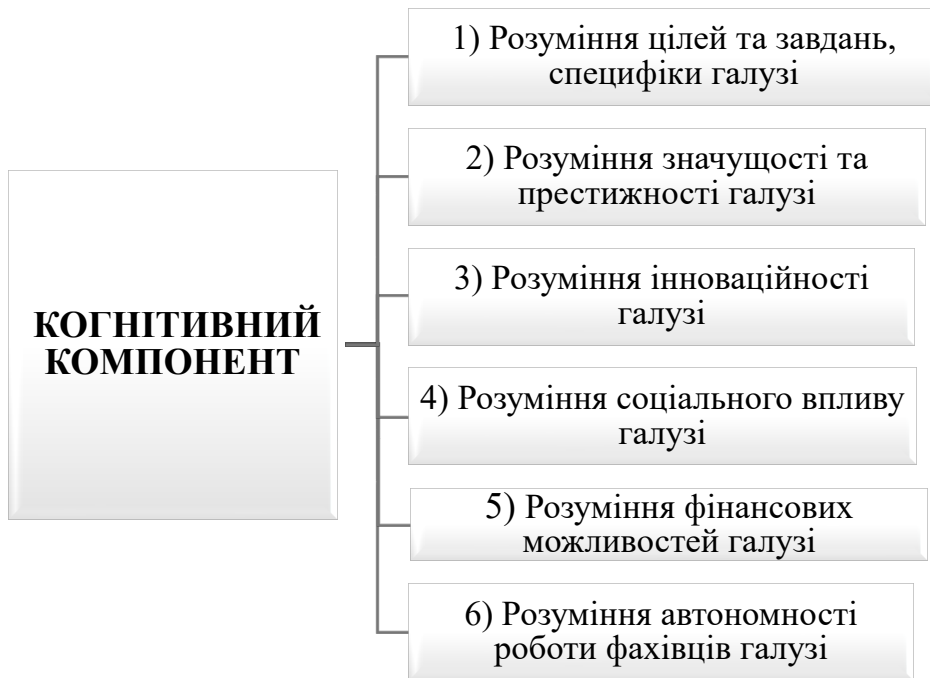 1) Розуміння цілей та завдань,
специфіки галузі
2) Розуміння значущості та
престижності галузі
3) Розуміння інноваційності
галузі
КОГНІТИВНИЙ
КОМПОНЕНТ
4) Розуміння соціального впливу
галузі
5) Розуміння фінансових
можливостей галузі
6) Розуміння автономності
роботи фахівців галузі